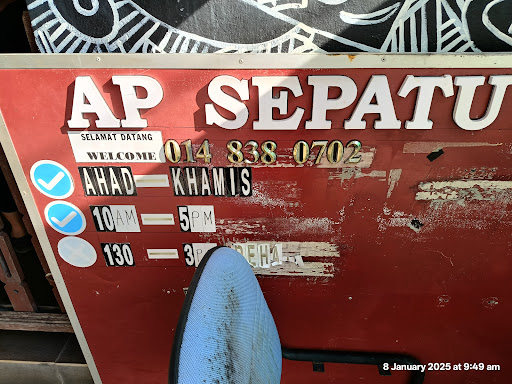 AP SEPATU
SELAMAT DATANG
WELCOME
014 838 0702
AHAD — KHAMIS
10AM — 5PM
130 — 3P
8 January 2025 at 9:49 am